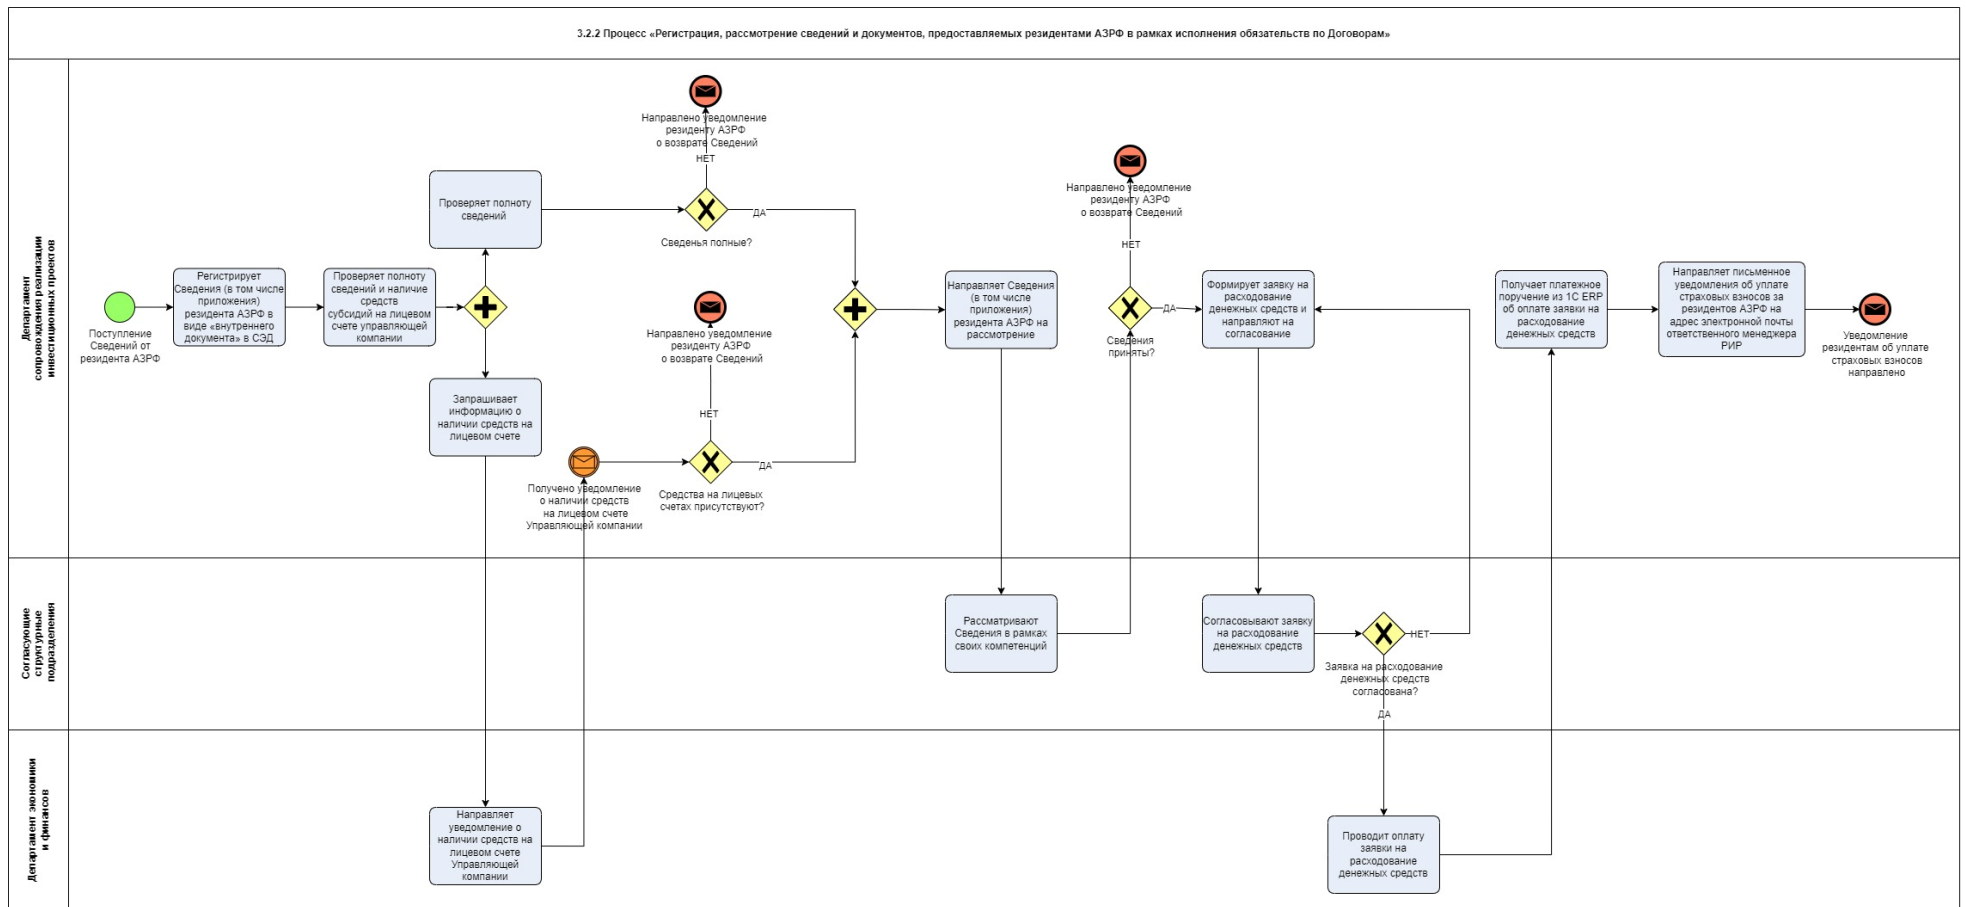 3.2.2 Процесс «Регистрация, рассмотрение сведений и документов, предоставляемых резидентами АЗРФ в рамках исполнения обязательств по Договорам»
Департамент
сопровождения реализации
инвестиционных проектов
Поступление
Сведений от
резидента АЗРФ
Регистрирует
Сведения (в том числе
приложения)
резидента АЗРФ в
виде «внутреннего
документа» в СЭД
Проверяет полноту
сведений и наличие
средств
субсидий на лицевом
счете управляющей
компании
Проверяет полноту
сведений
Запрашивает
информацию о
наличии средств на
лицевом счете
Направлено уведомление
резиденту АЗРФ
о возврате Сведений
НЕТ
ДА
Сведенья полные?
Направлено уведомление
резиденту АЗРФ
о возврате Сведений
НЕТ
ДА
Средства на лицевых
счетах присутствуют?
Получено уведомление
о наличии средств
на лицевом счете
Управляющей компании
Направляет Сведения
(в том числе
приложения)
резидента АЗРФ на
рассмотрение
Направлено уведомление
резиденту АЗРФ
о возврате Сведений
НЕТ
ДА
Сведения
приняты?
Формирует заявку на
расходование
денежных средств и
направляют на
согласование
Получает платежное
поручение из 1С ERP
об оплате заявки на
расходование
денежных средств
Направляет письменное
уведомления об уплате
страховых взносов за
резидентов АЗРФ на
адрес электронной почты
ответственного менеджера
РИР
Уведомление
резидентам об уплате
страховых взносов
направлено
Согласующие
структурные
подразделения
Рассматривают
Сведения в рамках
своих компетенций
Согласовывают заявку
на расходование
денежных средств
НЕТ
Заявка на расходование
денежных средств
согласована?
ДА
Департамент экономики
и финансов
Направляет
уведомление о
наличии средств на
лицевом счете
Управляющей
компании
Проводит оплату
заявки на
расходование
денежных средств